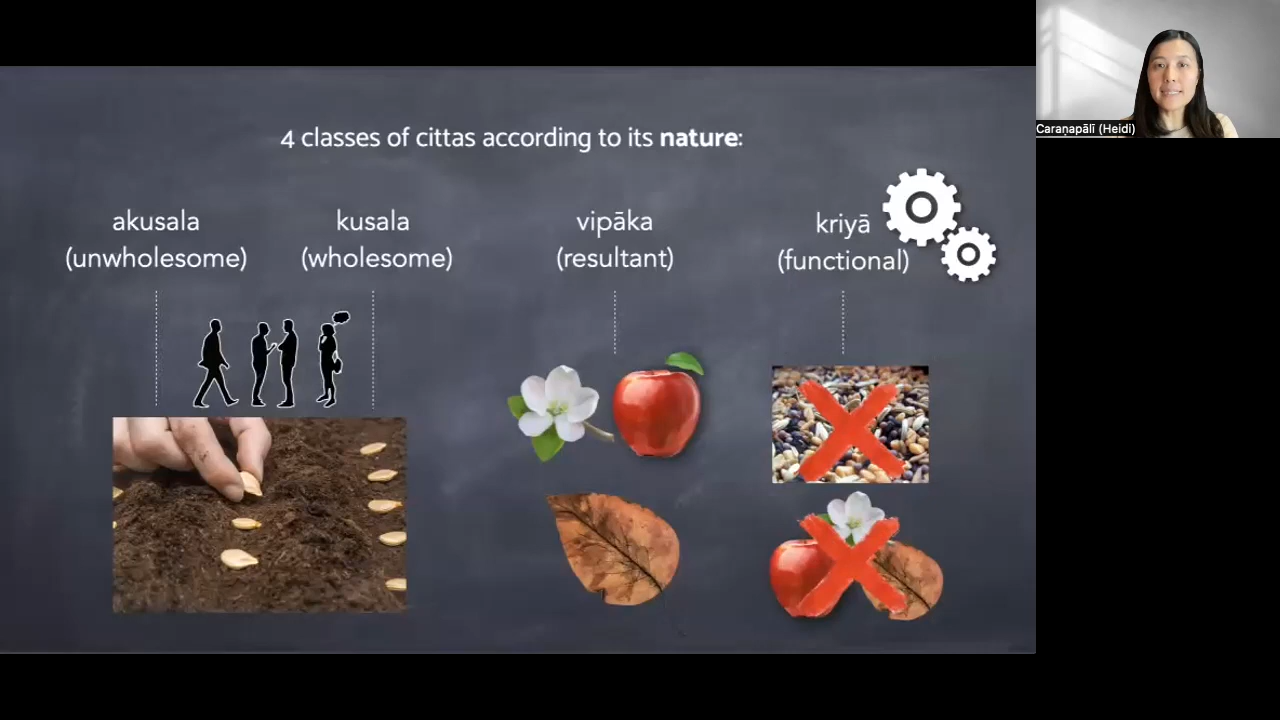 4 classes of cittas according to its nature:
akusala
(unwholesome)
kusala
(wholesome)
vipāka
(resultant)
kriyā
(functional)
Caraṇapālī (Heidi)